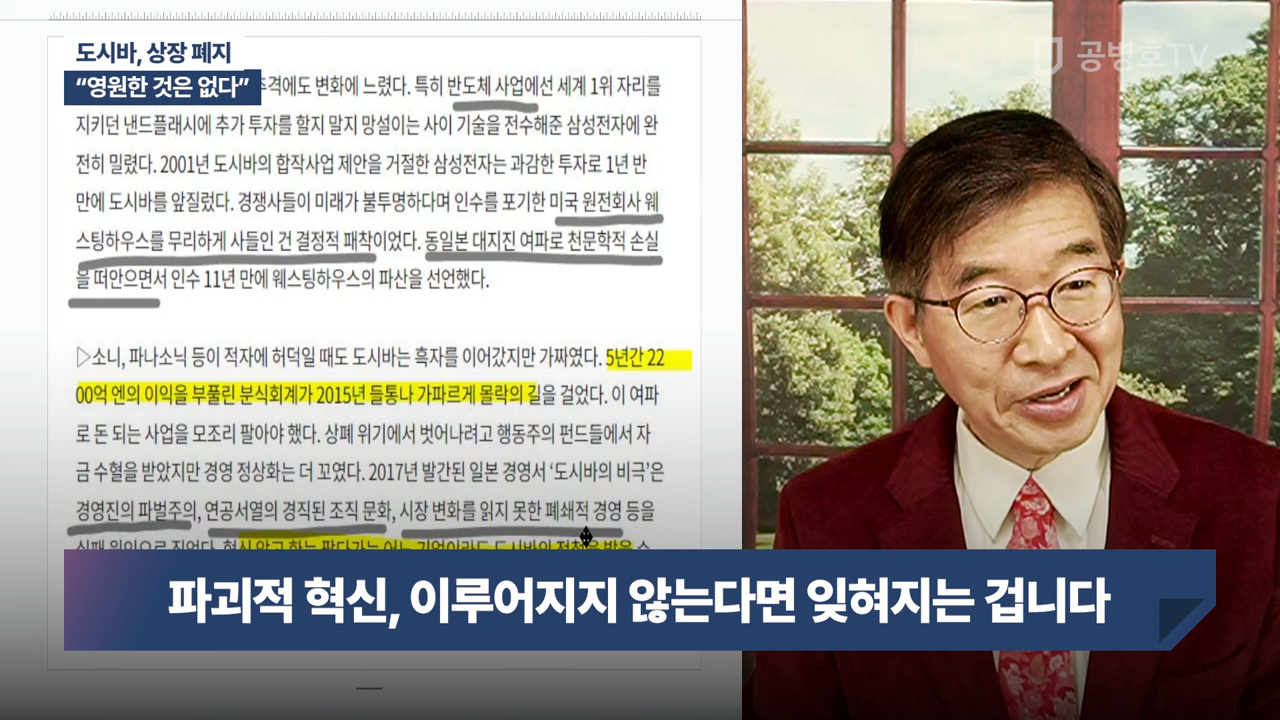 도시바, 상장 폐지
“영원한 것은 없다”
추격에도 변화에 느렸다. 특히 반도체 사업에선 세계 1위 자리를
지키던 낸드플래시에 추가 투자를 할지 말지 망설이는 사이 기술을 전수해준 삼성전자에 완
전히 밀렸다. 2001년 도시바의 합작사업 제안을 거절한 삼성전자는 과감한 투자로 1년 반
만에 도시바를 앞질렀다. 경쟁사들이 미래가 불투명하다며 인수를 포기한 미국 원전회사 웨
스팅하우스를 무리하게 사들인 건 결정적 패착이었다. 동일본 대지진 여파로 천문학적 손실
을 떠안으면서 인수 11년 만에 웨스팅하우스의 파산을 선언했다.
▷소니, 파나소닉 등이 적자에 허덕일 때도 도시바는 흑자를 이어갔지만 가짜였다. 5년간 22
00억 엔의 이익을 부풀린 분식회계가 2015년 들통나 가파르게 몰락의 길을 걸었다. 이 여파
로 돈 되는 사업을 모조리 팔아야 했다. 상폐 위기에서 벗어나려고 행동주의 펀드들에서 자
금 수혈을 받았지만 경영 정상화는 더 꼬였다. 2017년 발간된 일본 경영서 ‘도시바의 비극’은
경영진의 파벌주의, 연공서열의 경직된 조직 문화, 시장 변화를 읽지 못한 폐쇄적 경영 등을
파괴적 혁신, 이루어지지 않는다면 잊혀지는 겁니다
공병호TV